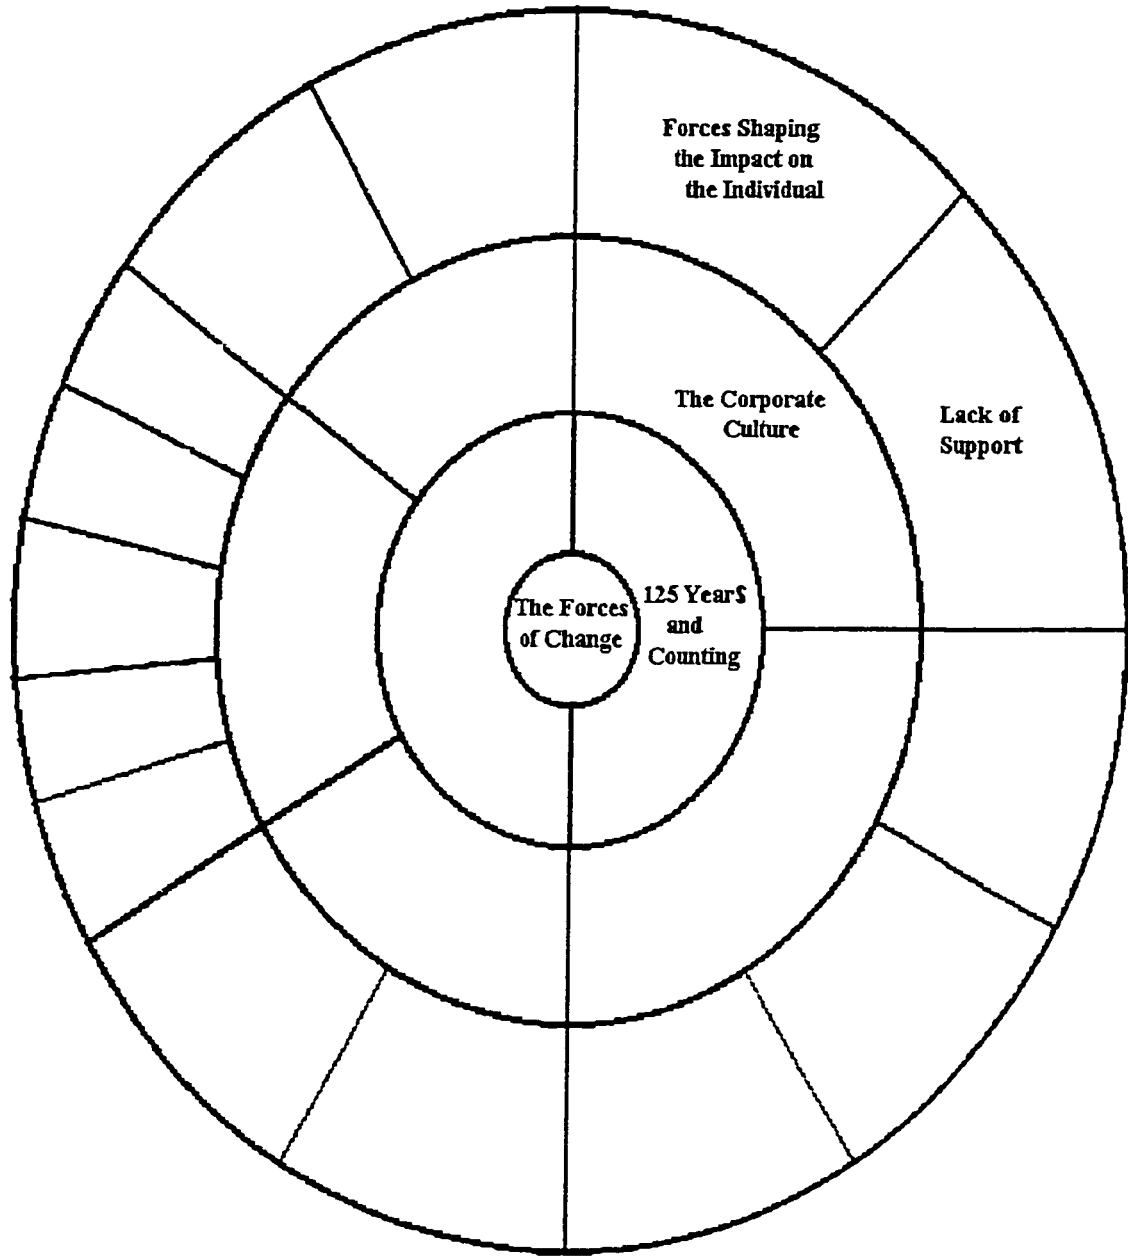 Forces Shaping
the Impact on
the Individual
The Corporate
Culture
Lack of
Support
The Forces
of Change
125 Year$
and
Counting